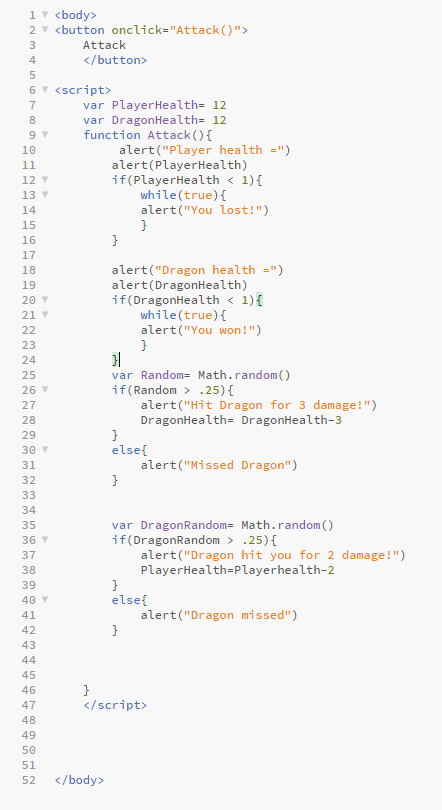 1 <body>
2 <button onclick="Attack()">
3     Attack
4     </button>
5
6 <script>
7     var PlayerHealth= 12
8     var DragonHealth= 12
9     function Attack(){
10          alert("Player health =")
11         alert(PlayerHealth)
12         if(PlayerHealth < 1){
13             while(true){
14             alert("You lost!")
15             }
16         }
17
18         alert("Dragon health =")
19         alert(DragonHealth)
20         if(DragonHealth < 1){
21             while(true){
22             alert("You won!")
23             }
24         }
25         var Random= Math.random()
26         if(Random > .25){
27             alert("Hit Dragon for 3 damage!")
28             DragonHealth= DragonHealth-3
29         }
30         else{
31             alert("Missed Dragon")
32         }
33
34
35         var DragonRandom= Math.random()
36         if(DragonRandom > .25){
37             alert("Dragon hit you for 2 damage!")
38             PlayerHealth=Playerhealth-2
39         }
40         else{
41             alert("Dragon missed")
42         }
43
44
45
46     }
47     </script>
48
49
50
51
52 </body>